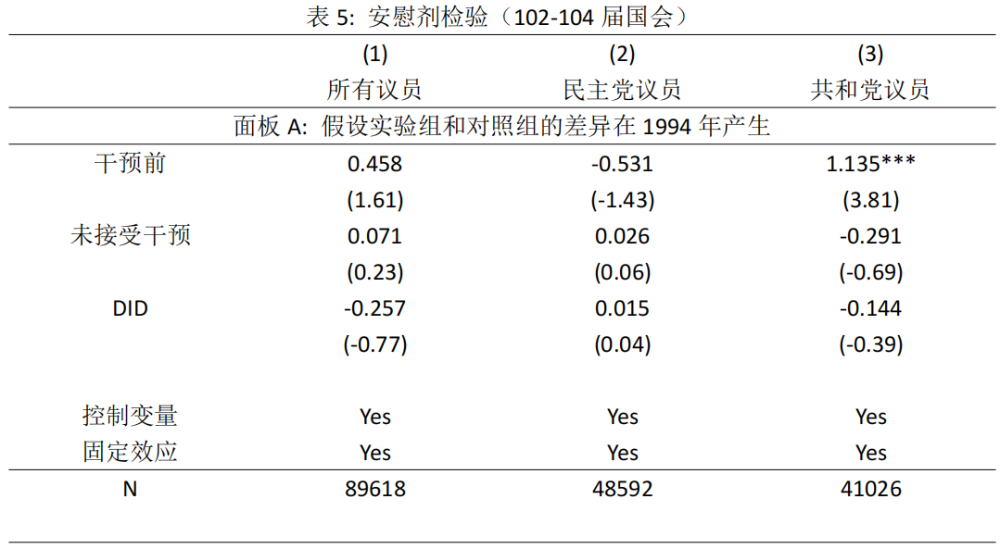 表 5: 安慰剂检验（102-104 届国会）
(1) (2) (3)
所有议员 民主党议员 共和党议员
面板 A: 假设实验组和对照组的差异在 1994 年产生
干预前 0.458 -0.531 1.135***
(1.61) (-1.43) (3.81)
未接受干预 0.071 0.026 -0.291
(0.23) (0.06) (-0.69)
DID -0.257 0.015 -0.144
(-0.77) (0.04) (-0.39)
控制变量 Yes Yes Yes
固定效应 Yes Yes Yes
N 89618 48592 41026